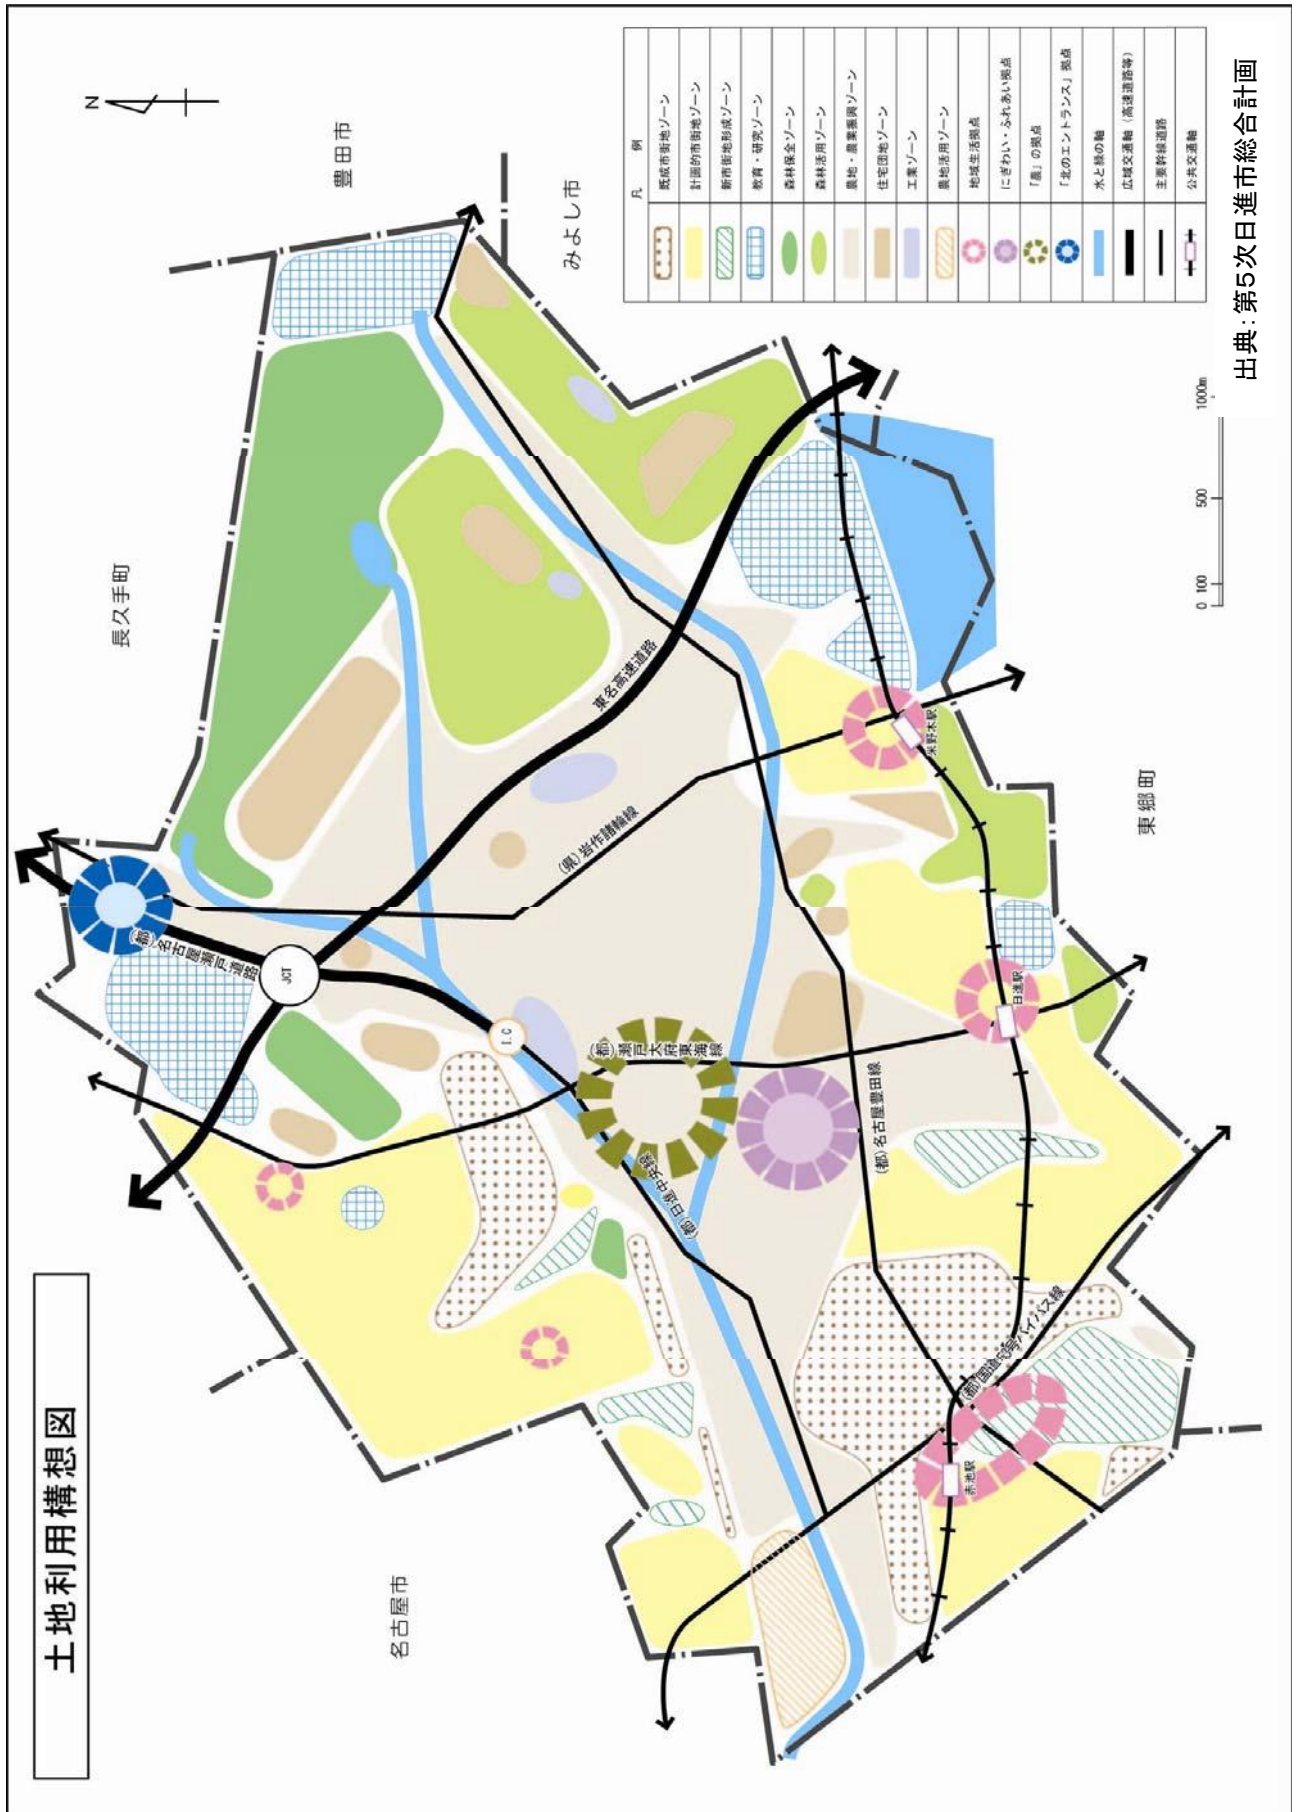 土地利用構想図
N
豊田市
みよし市
長久手町
東郷町
名古屋市
凡 例
既成市街地ゾーン
計画的市街地ゾーン
新市街地形成ゾーン
教育・研究ゾーン
森林保全ゾーン
森林活用ゾーン
農地・農業振興ゾーン
住宅団地ゾーン
工業ゾーン
農地活用ゾーン
地域生活拠点
にぎわい・ふれあい拠点
「農」の拠点
「北のエントランス」拠点
水と緑の軸
広域交通軸（高速道路等）
主要幹線道路
公共交通軸
(都)名古屋瀬戸道路
JCT
I.C
東名高速道路
(県)岩作諸輪線
(都)瀬戸大府東海線
(都)日進中央線
(都)名古屋豊田線
(都)国道153号バイパス線
米野木駅
日進駅
赤池駅
0 100 500 1000m
出典：第5次日進市総合計画